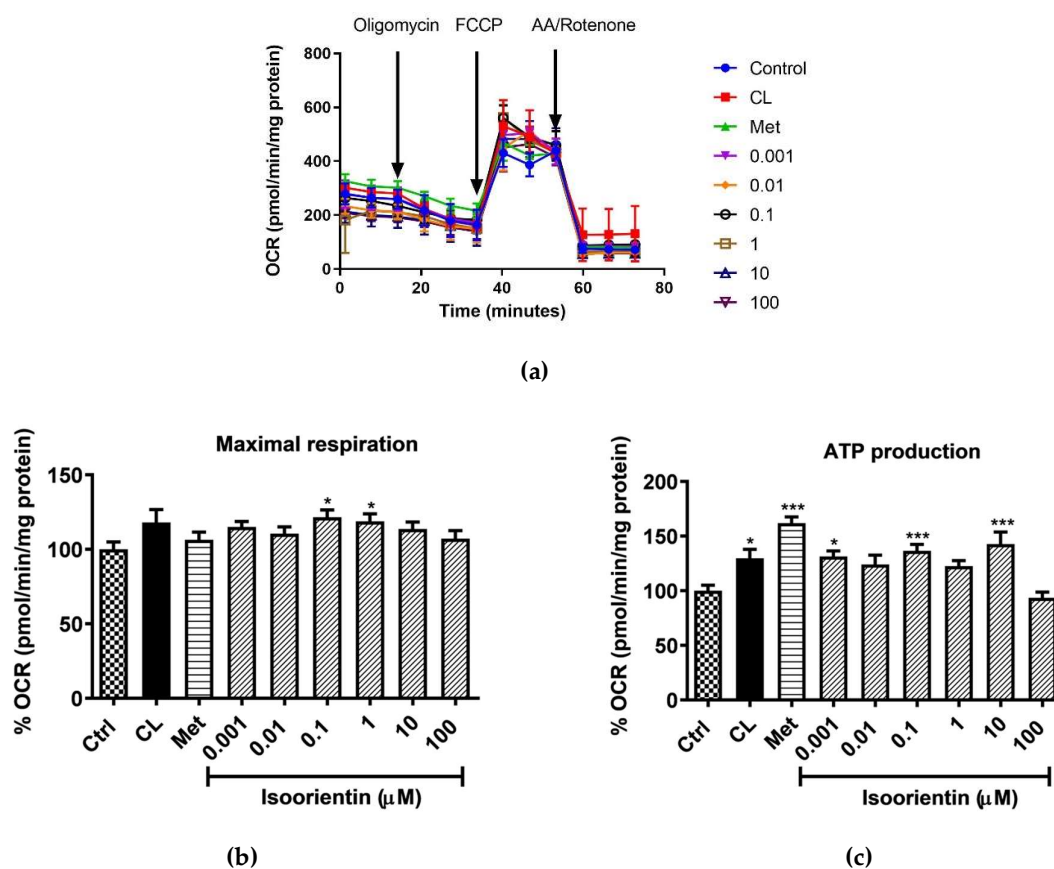 Oligomycin FCCP AA/Rotenone
800
600
400
200
0
OCR (pmol/min/mg protein)
0 20 40 60 80
Time (minutes)
Control
CL
Met
0.001
0.01
0.1
1
10
100
(a)
Maximal respiration
% OCR (pmol/min/mg protein)
150
100
50
0
* *
Ctrl CL Met 0.001 0.01 0.1 1 10 100
Isoorientin (μM)
(b)
ATP production
% OCR (pmol/min/mg protein)
200
150
100
50
0
* *** * *** ***
Ctrl CL Met 0.001 0.01 0.1 1 10 100
Isoorientin (μM)
(c)